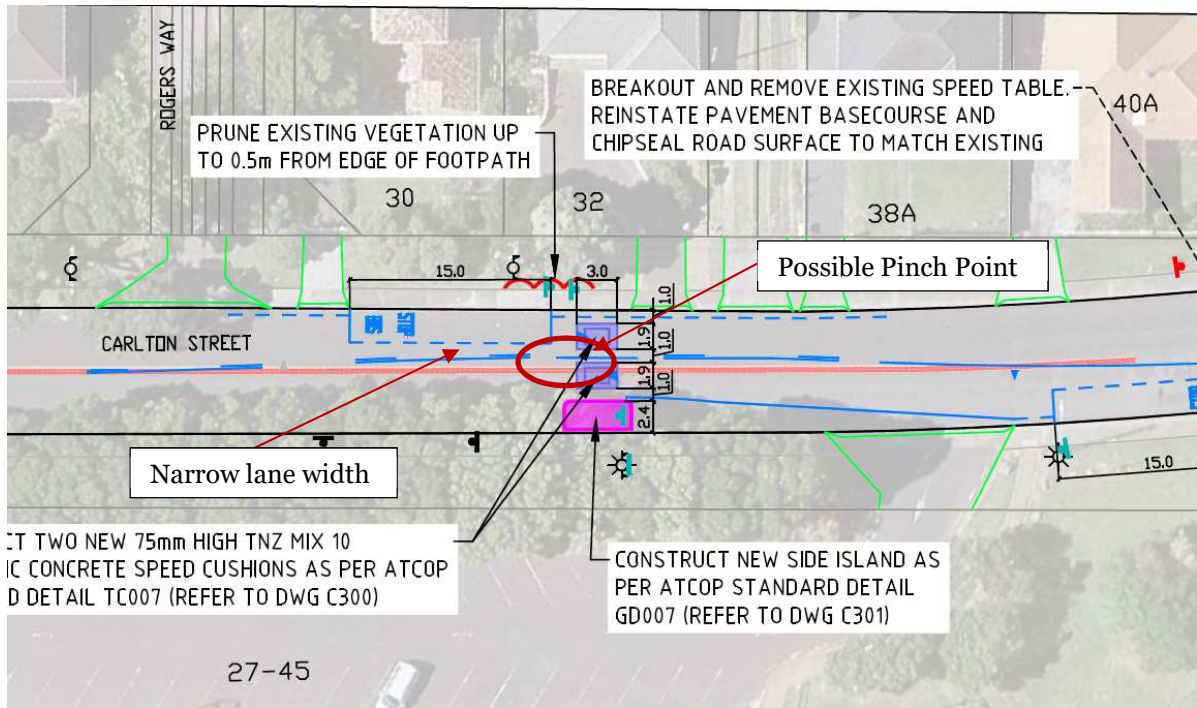 ROGERS WAY
PRUNE EXISTING VEGETATION UP
TO 0.5m FROM EDGE OF FOOTPATH
BREAKOUT AND REMOVE EXISTING SPEED TABLE.
REINSTATE PAVEMENT BASECOURSE AND
CHIPSEAL ROAD SURFACE TO MATCH EXISTING
40A
30
32
38A
15.0
3.0
Possible Pinch Point
1.0
1.9
1.0
1.9
1.0
2.4
CARLTON STREET
Narrow lane width
15.0
CT TWO NEW 75mm HIGH TNZ MIX 10
IC CONCRETE SPEED CUSHIONS AS PER ATCOP
D DETAIL TC007 (REFER TO DWG C300)
CONSTRUCT NEW SIDE ISLAND AS
PER ATCOP STANDARD DETAIL
GD007 (REFER TO DWG C301)
27-45